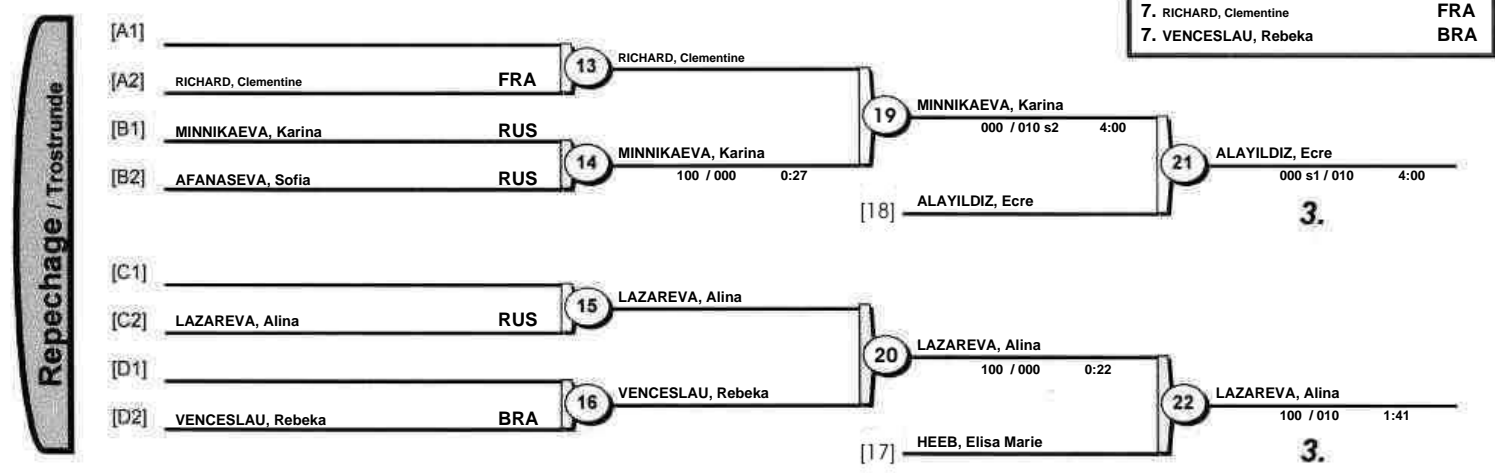 7. RICHARD, Clementine FRA
7. VENCESLAU, Rebeka BRA
Repechage / Trostrunde
[A1]
[A2] RICHARD, Clementine FRA
13 RICHARD, Clementine
[B1] MINNIKAEVA, Karina RUS
[B2] AFANASEVA, Sofia RUS
14 MINNIKAEVA, Karina
100 / 000 0:27
19 MINNIKAEVA, Karina
000 / 010 s2 4:00
[18] ALAYILDIZ, Ecre
21 ALAYILDIZ, Ecre
000 s1 / 010 4:00
3.
[C1]
[C2] LAZAREVA, Alina RUS
15 LAZAREVA, Alina
[D1]
[D2] VENCESLAU, Rebeka BRA
16 VENCESLAU, Rebeka
20 LAZAREVA, Alina
100 / 000 0:22
[17] HEEB, Elisa Marie
22 LAZAREVA, Alina
100 / 010 1:41
3.